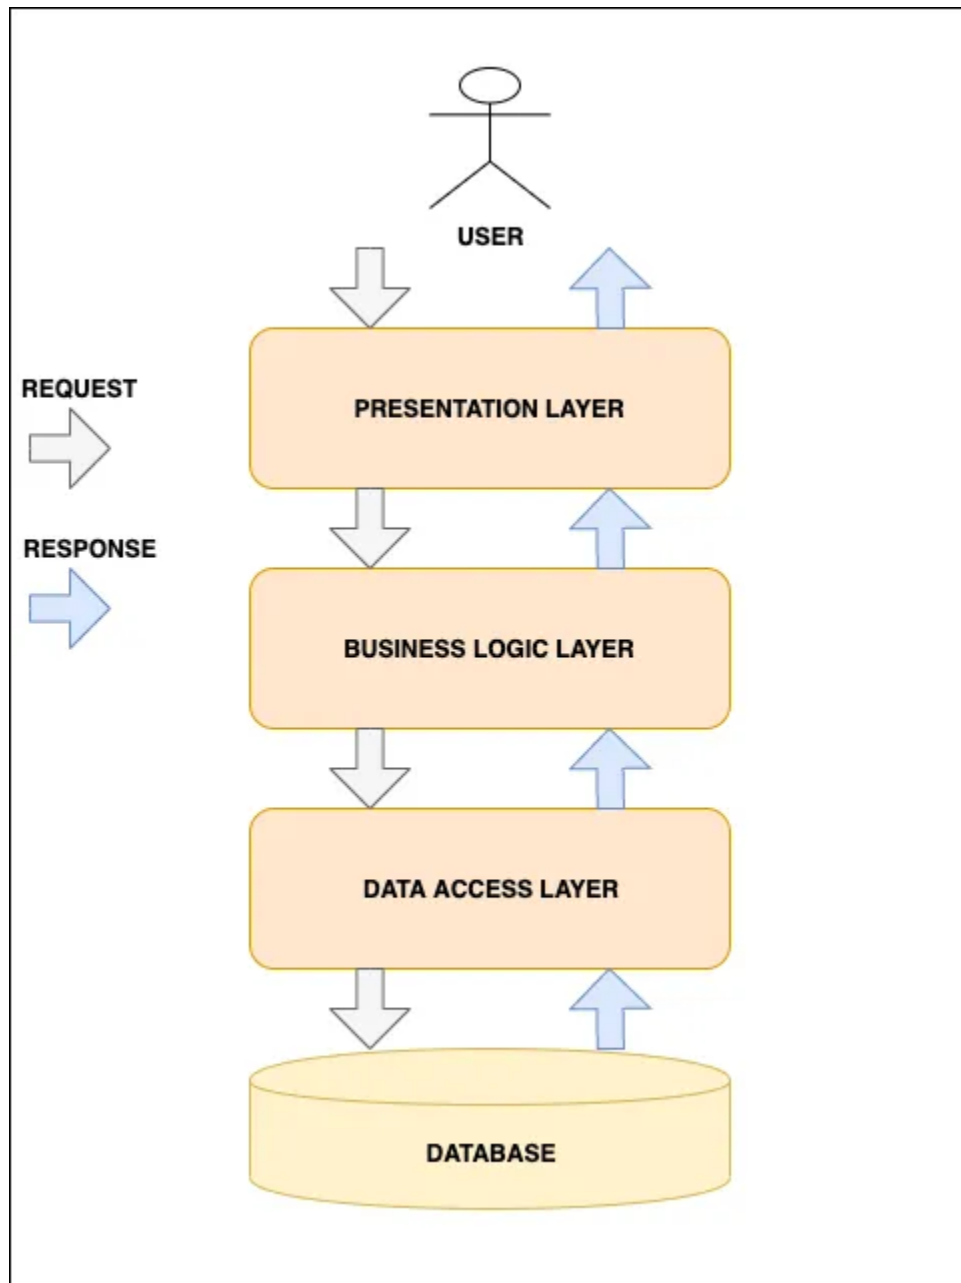 USER
REQUEST
PRESENTATION LAYER
RESPONSE
BUSINESS LOGIC LAYER
DATA ACCESS LAYER
DATABASE